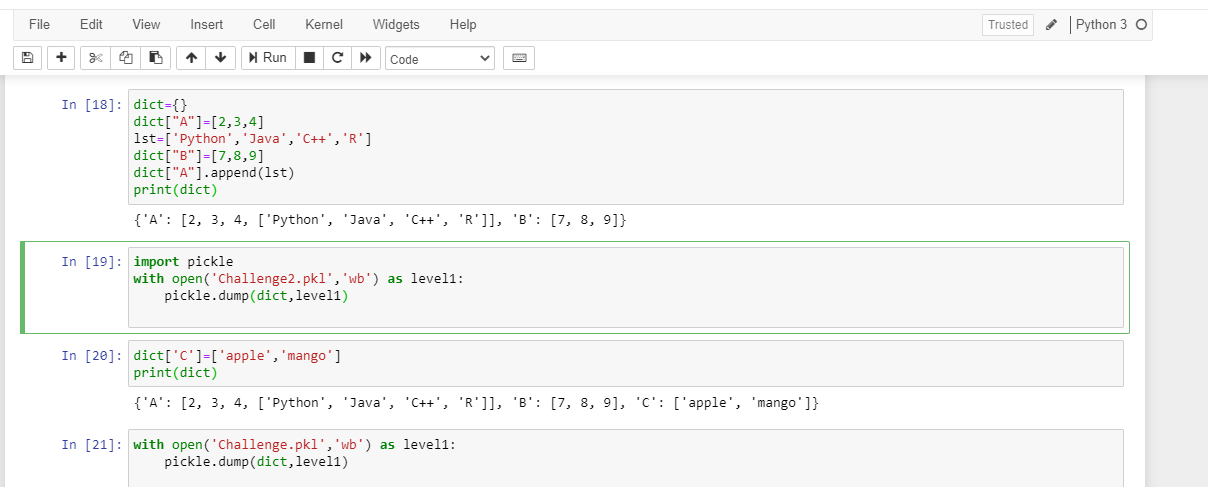 File Edit View Insert Cell Kernel Widgets Help Trusted Python 3
Run Code
In [18]: dict={}
dict["A"]=[2,3,4]
lst=['Python','Java','C++','R']
dict["B"]=[7,8,9]
dict["A"].append(lst)
print(dict)
{'A': [2, 3, 4, ['Python', 'Java', 'C++', 'R']], 'B': [7, 8, 9]}
In [19]: import pickle
with open('Challenge2.pkl','wb') as level1:
    pickle.dump(dict,level1)
In [20]: dict['C']=['apple','mango']
print(dict)
{'A': [2, 3, 4, ['Python', 'Java', 'C++', 'R']], 'B': [7, 8, 9], 'C': ['apple', 'mango']}
In [21]: with open('Challenge.pkl','wb') as level1:
    pickle.dump(dict,level1)